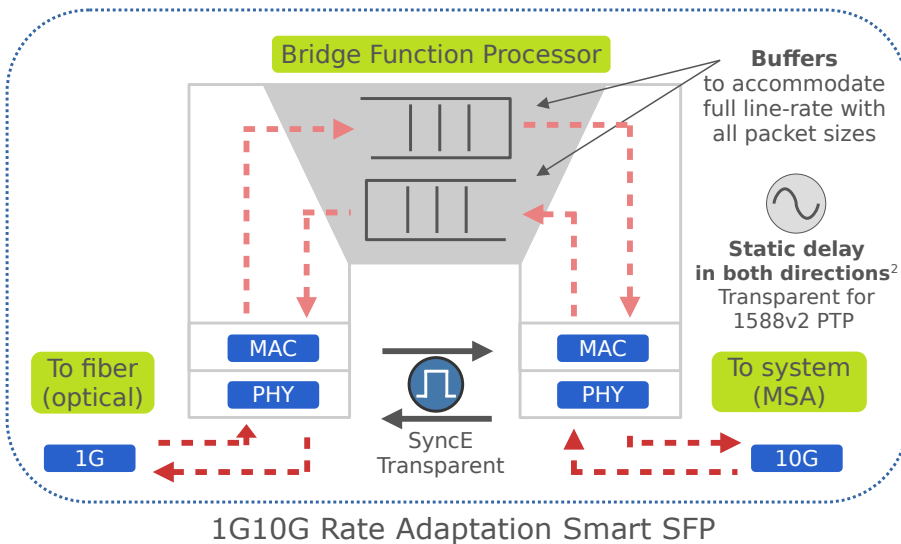 Bridge Function Processor
Buffers
to accommodate
full line-rate with
all packet sizes
Static delay
in both directions²
Transparent for
1588v2 PTP
MAC
MAC
To fiber
(optical)
PHY
PHY
To system
(MSA)
1G
SyncE
Transparent
10G
1G10G Rate Adaptation Smart SFP